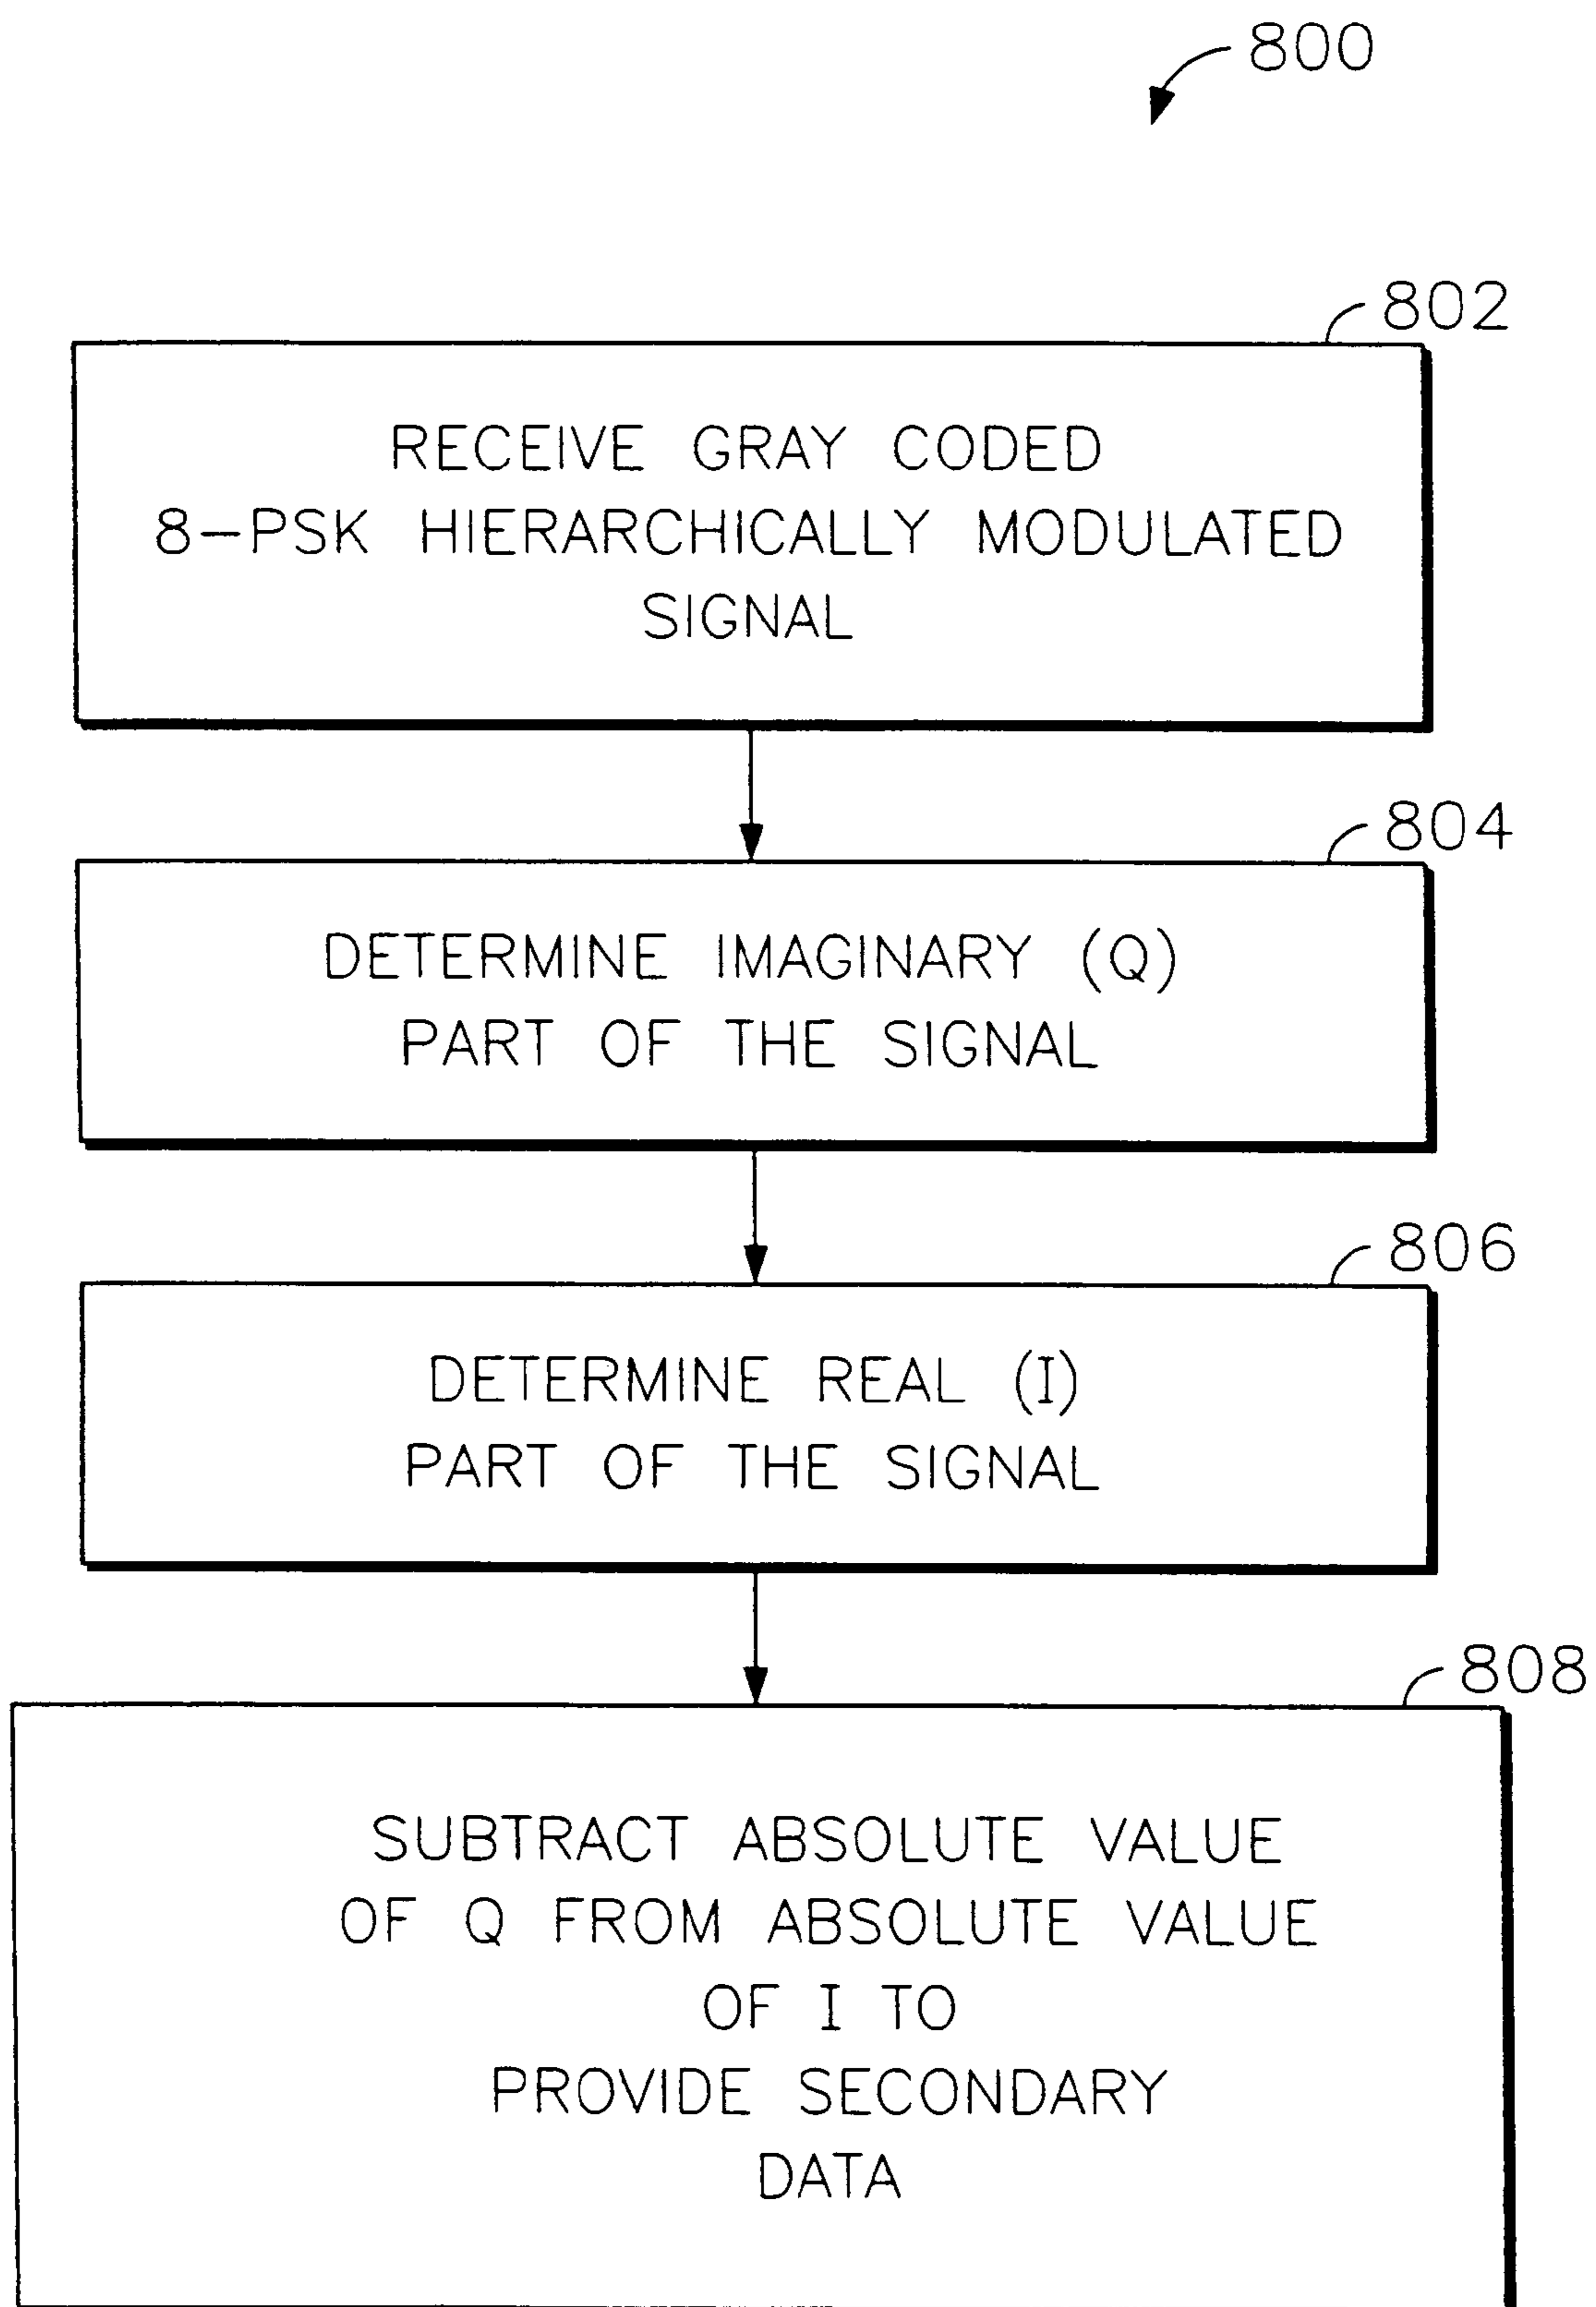 800
802
RECEIVE GRAY CODED
8-PSK HIERARCHICALLY MODULATED
SIGNAL
804
DETERMINE IMAGINARY (Q)
PART OF THE SIGNAL
806
DETERMINE REAL (I)
PART OF THE SIGNAL
808
SUBTRACT ABSOLUTE VALUE
OF Q FROM ABSOLUTE VALUE
OF I TO
PROVIDE SECONDARY
DATA